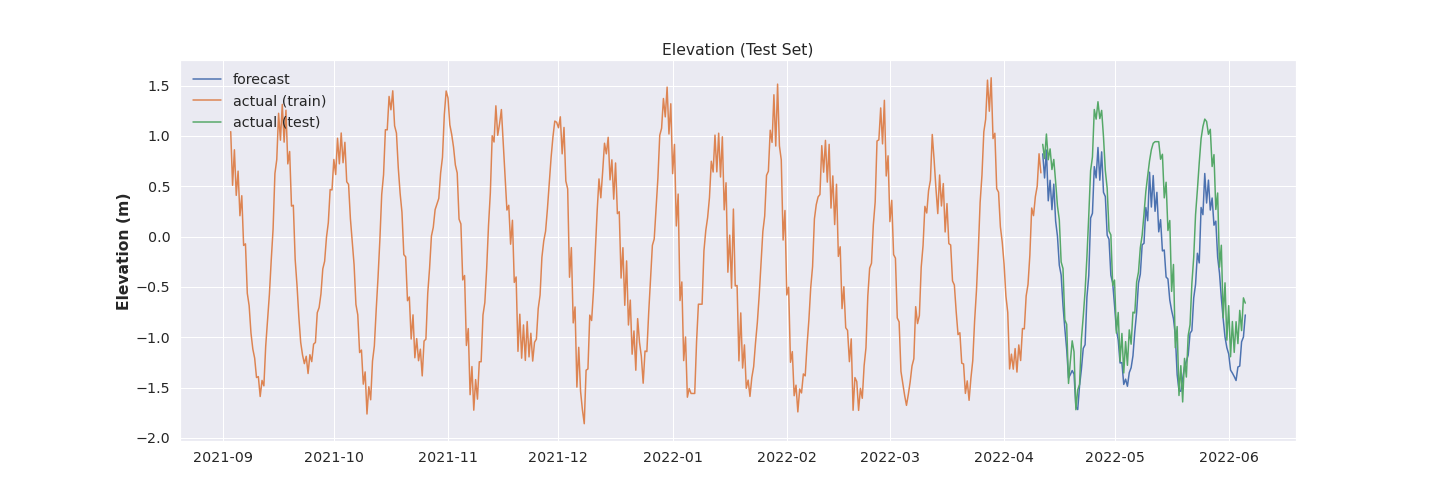 Elevation (Test Set)
forecast
actual (train)
actual (test)
Elevation (m)
1.5
1.0
0.5
0.0
−0.5
−1.0
−1.5
−2.0
2021-09 2021-10 2021-11 2021-12 2022-01 2022-02 2022-03 2022-04 2022-05 2022-06